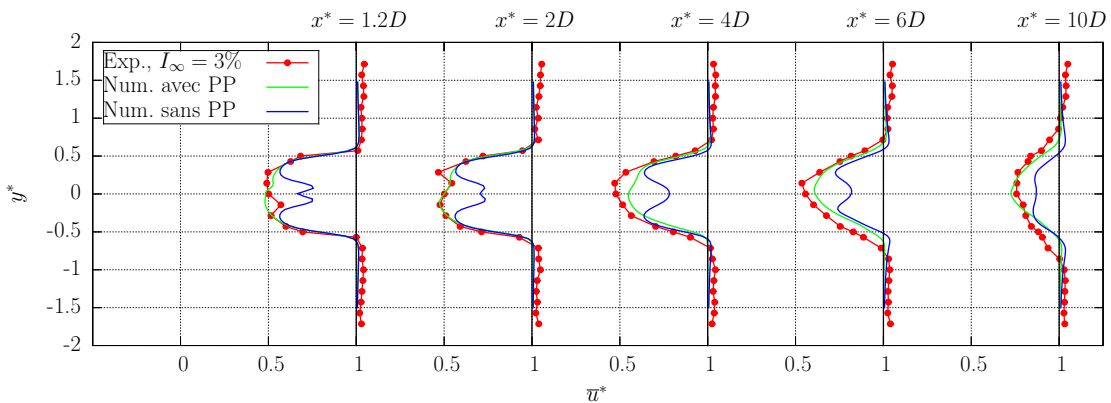 x* = 1.2D x* = 2D x* = 4D x* = 6D x* = 10D
2
Exp., I∞ = 3%
1.5
Num. avec PP
Num. sans PP
1
0.5
y*
0
-0.5
-1
-1.5
-2
0 0.5 1 0.5 1 0.5 1 0.5 1 0.5 1
u̅*